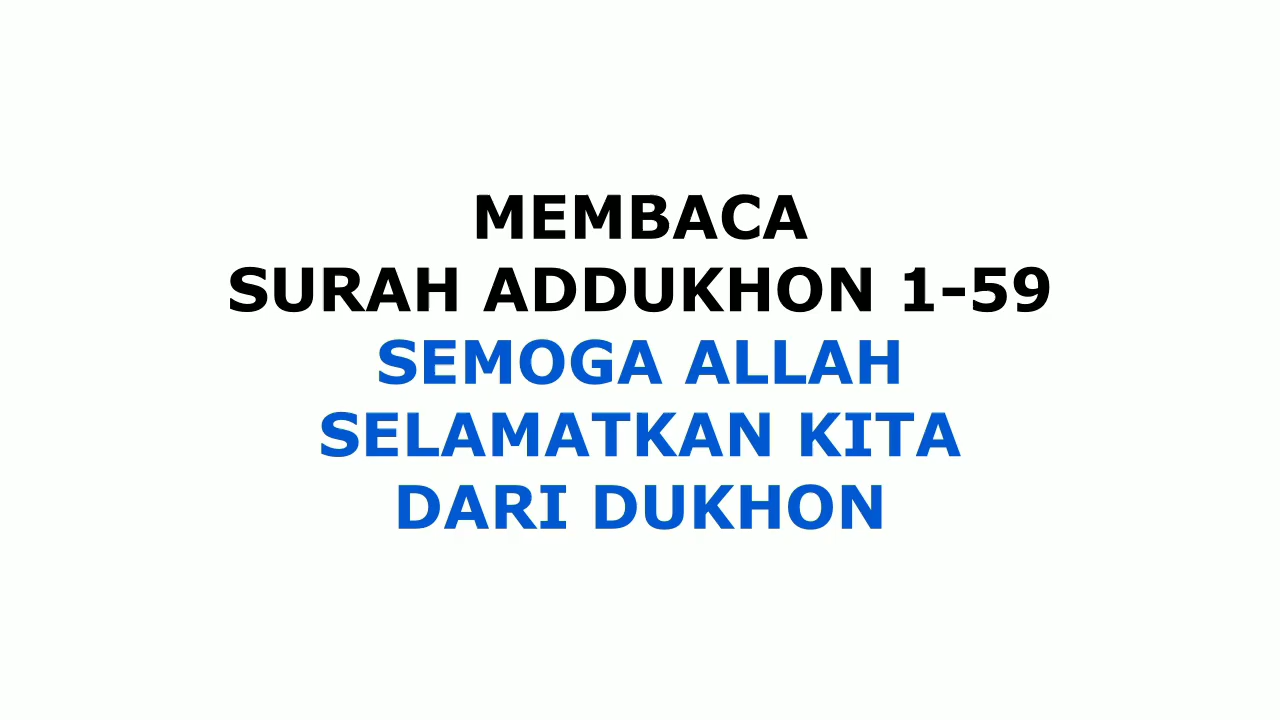 MEMBACA
SURAH ADDUKHON 1-59
SEMOGA ALLAH
SELAMATKAN KITA
DARI DUKHON